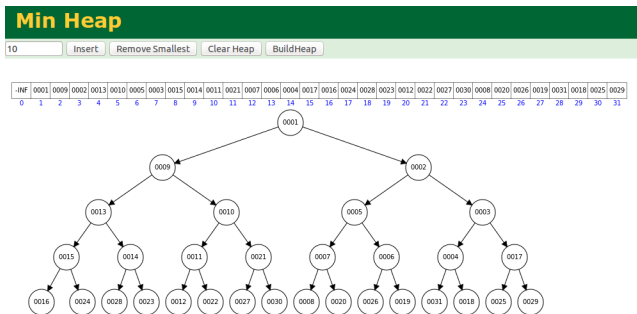 Min Heap
10 Insert Remove Smallest Clear Heap BuildHeap
-INF 0001 0009 0002 0013 0010 0005 0003 0015 0014 0011 0021 0007 0006 0004 0017 0016 0024 0028 0023 0012 0022 0027 0030 0008 0020 0026 0019 0031 0018 0025 0029
0 1 2 3 4 5 6 7 8 9 10 11 12 13 14 15 16 17 18 19 20 21 22 23 24 25 26 27 28 29 30 31
0001
0009 0002
0013 0010 0005 0003
0015 0014 0011 0021 0007 0006 0004 0017
0016 0024 0028 0023 0012 0022 0027 0030 0008 0020 0026 0019 0031 0018 0025 0029